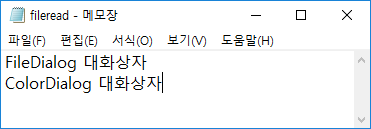 fileread - 메모장
파일(F) 편집(E) 서식(O) 보기(V) 도움말(H)
FileDialog 대화상자
ColorDialog 대화상자